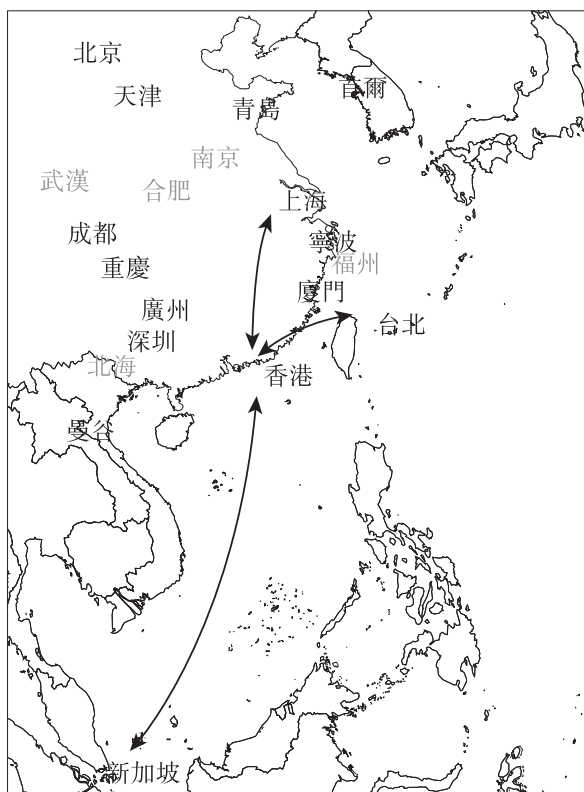 北京
天津
首爾
青島
南京
武漢
合肥
上海
成都
寧波
福州
重慶
廈門
廣州
台北
深圳
北海
香港
曼谷
新加坡